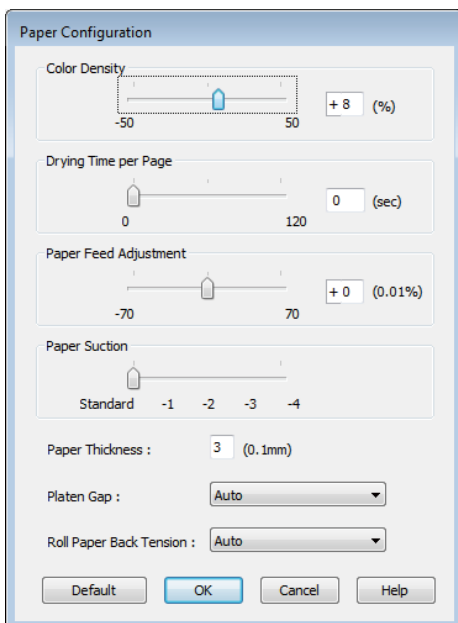 Paper Configuration
Color Density
-50 50 +8 (%)
Drying Time per Page
0 120 0 (sec)
Paper Feed Adjustment
-70 70 +0 (0.01%)
Paper Suction
Standard -1 -2 -3 -4
Paper Thickness : 3 (0.1mm)
Platen Gap : Auto
Roll Paper Back Tension : Auto
Default OK Cancel Help